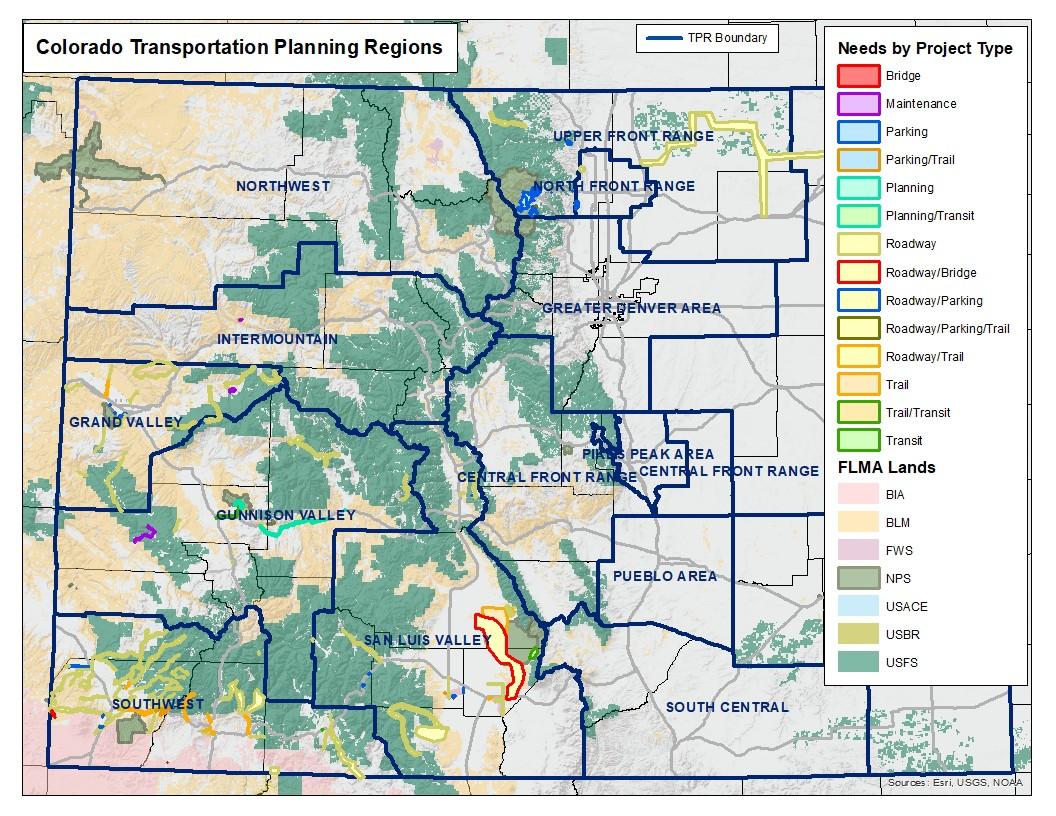 Colorado Transportation Planning Regions
TPR Boundary
Needs by Project Type
Bridge
Maintenance
Parking
Parking/Trail
Planning
Planning/Transit
Roadway
Roadway/Bridge
Roadway/Parking
Roadway/Parking/Trail
Roadway/Trail
Trail
Trail/Transit
Transit
FLMA Lands
BIA
BLM
FWS
NPS
USACE
USBR
USFS
UPPER FRONT RANGE
NORTHWEST
NORTH FRONT RANGE
GREATER DENVER AREA
INTERMOUNTAIN
GRAND VALLEY
PIKES PEAK AREA
CENTRAL FRONT RANGE
CENTRAL FRONT RANGE
GUNNISON VALLEY
PUEBLO AREA
SAN LUIS VALLEY
SOUTHWEST
SOUTH CENTRAL
Sources: Esri, USGS, NOAA